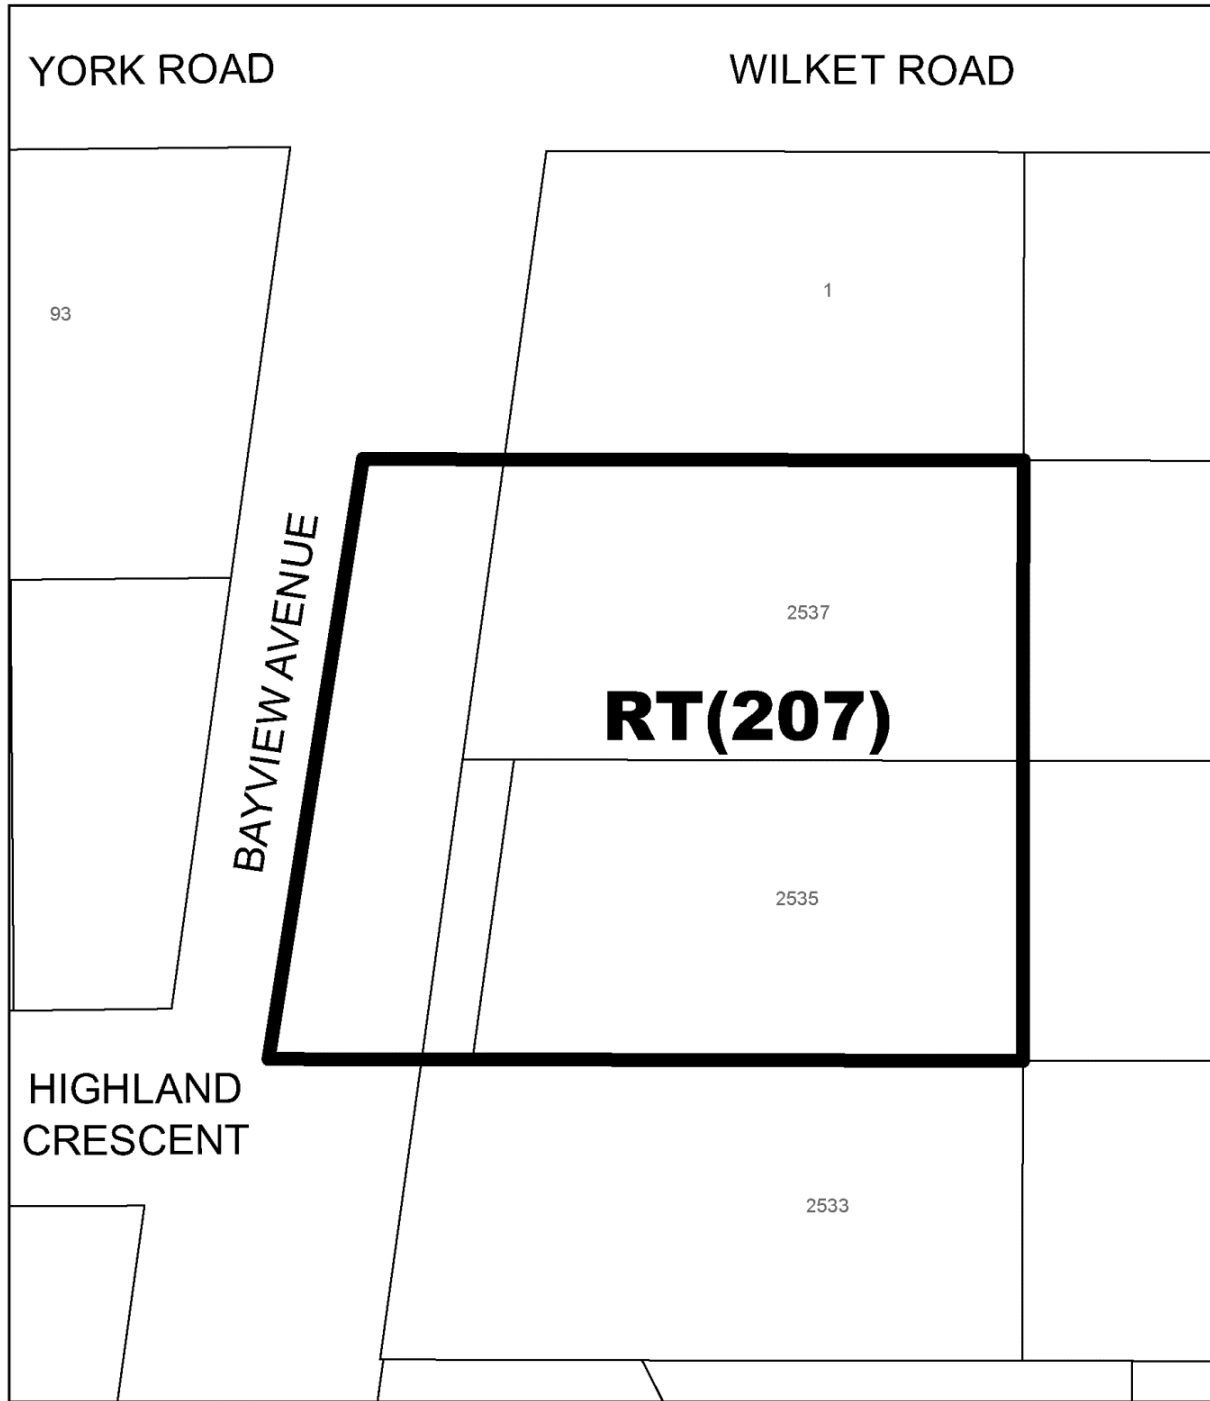 YORK ROAD
WILKET ROAD
1
93
BAYVIEW AVENUE
2537
RT(207)
2535
HIGHLAND
CRESCENT
2533